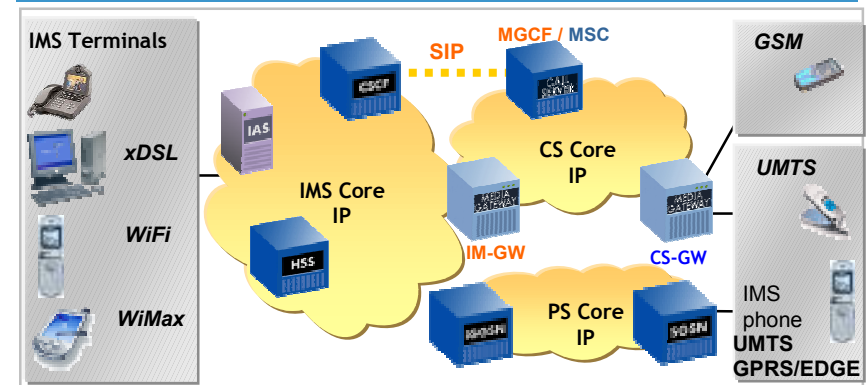 IMS Terminals
xDSL
WiFi
WiMax
IAS
CSCF
IMS Core
IP
HSS
SIP
MGCF / MSC
CALL
SERVER
CS Core
IP
MEDIA
GATEWAY
IM-GW
MEDIA
GATEWAY
CS-GW
PS Core
IP
GSM
UMTS
IMS
phone
UMTS
GPRS/EDGE